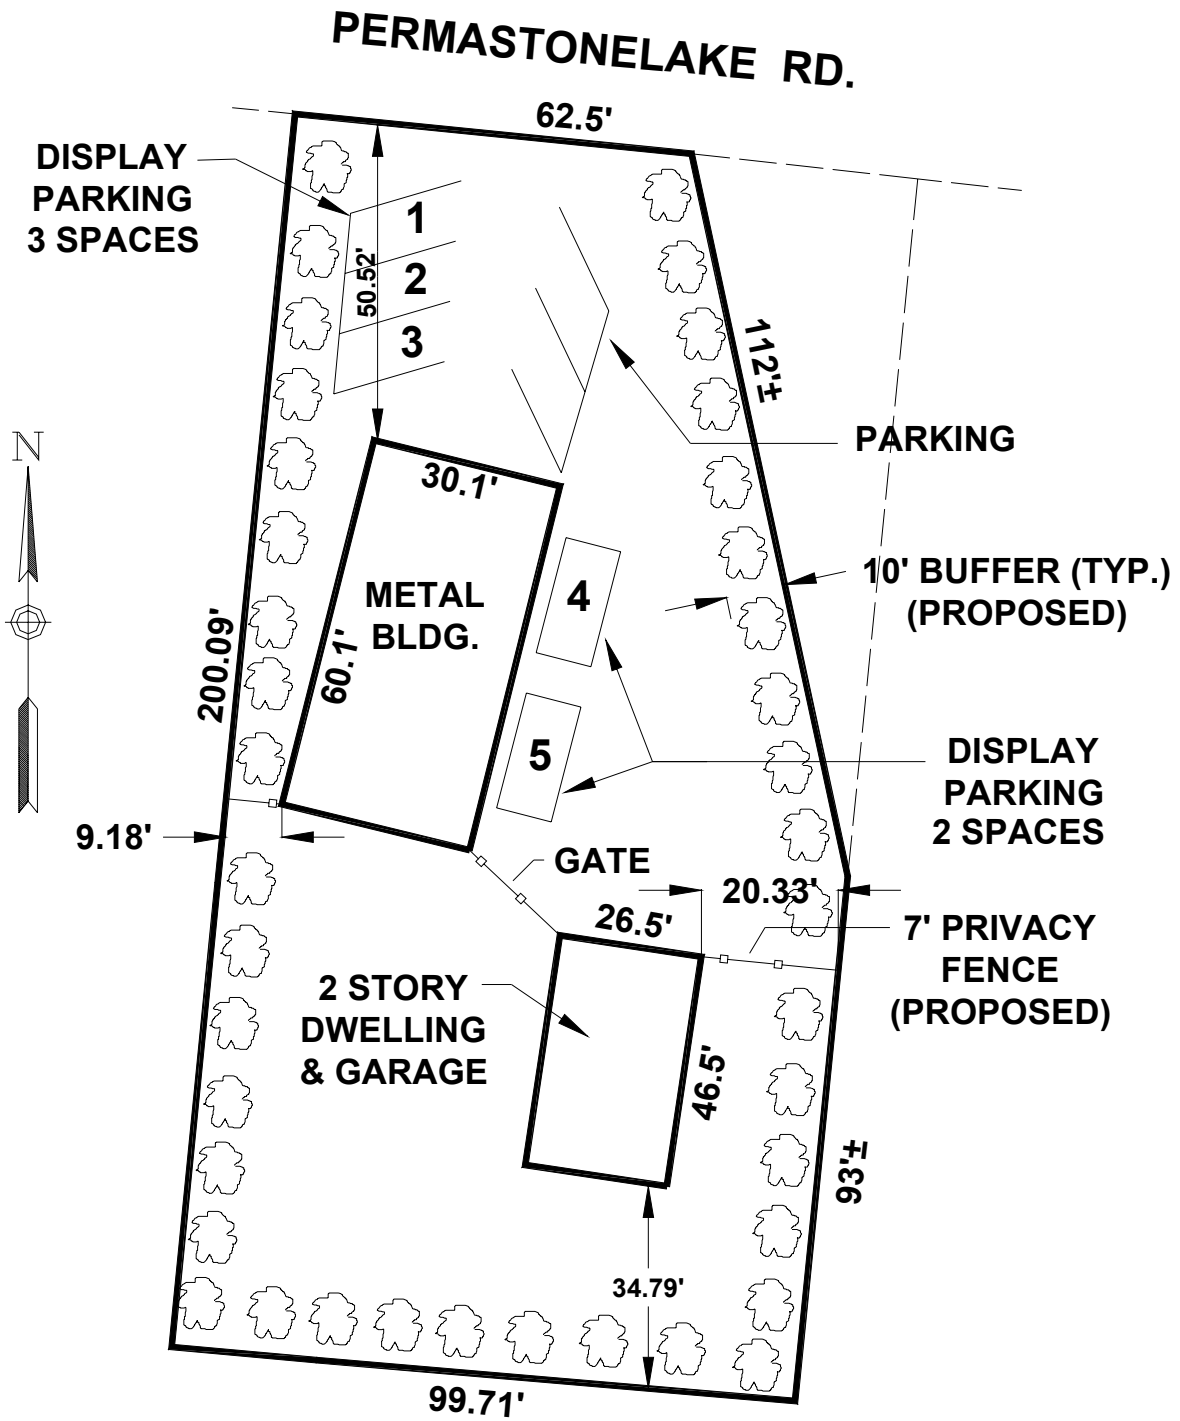 PERMASTONELAKE RD.
62.5'
DISPLAY
PARKING
3 SPACES
1
50.52'
2
3
112'±
PARKING
N
30.1'
10' BUFFER (TYP.)
(PROPOSED)
METAL
BLDG.
4
200.09'
60.1'
5
DISPLAY
PARKING
2 SPACES
9.18'
GATE
20.33'
26.5'
7' PRIVACY
FENCE
(PROPOSED)
2 STORY
DWELLING
& GARAGE
46.5'
93'±
34.79'
99.71'